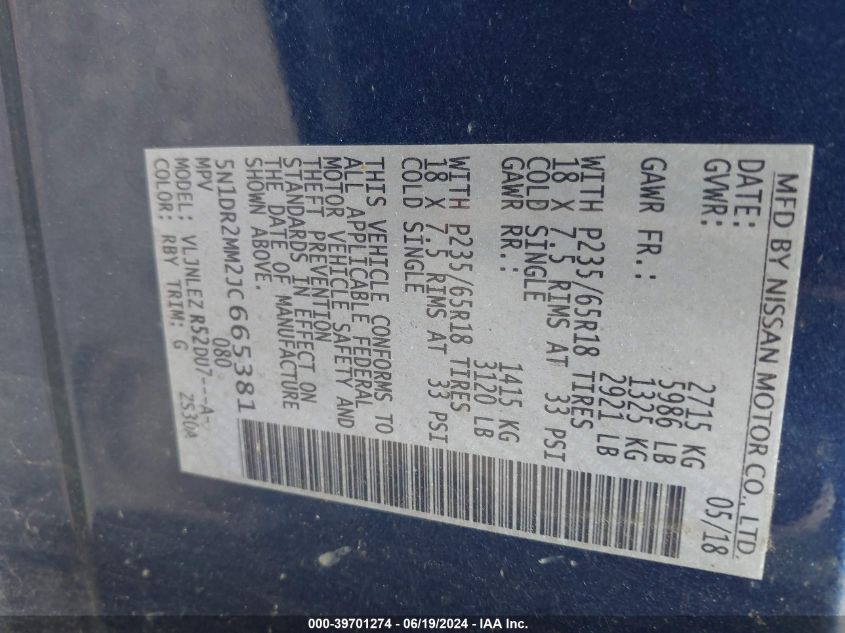 MFD BY NISSAN MOTOR CO., LTD.
DATE: 05/18
GVWR: 2715 KG
5986 LB
GAWR FR.: 1325 KG
2921 LB
WITH P235/65R18 TIRES
18 X 7.5 RIMS AT 33 PSI
COLD SINGLE
GAWR RR.: 1415 KG
3120 LB
WITH P235/65R18 TIRES
18 X 7.5 RIMS AT 33 PSI
COLD SINGLE
THIS VEHICLE CONFORMS TO
ALL APPLICABLE FEDERAL
MOTOR VEHICLE SAFETY AND
THEFT PREVENTION
STANDARDS IN EFFECT ON
THE DATE OF MANUFACTURE
SHOWN ABOVE.
5N1DR2MM2JC665381
MPV 080
MODEL: VLJNLEZ R52DU7---A-
COLOR: RBY TRIM: G ZS30A
000-39701274 - 06/19/2024 - IAA Inc.